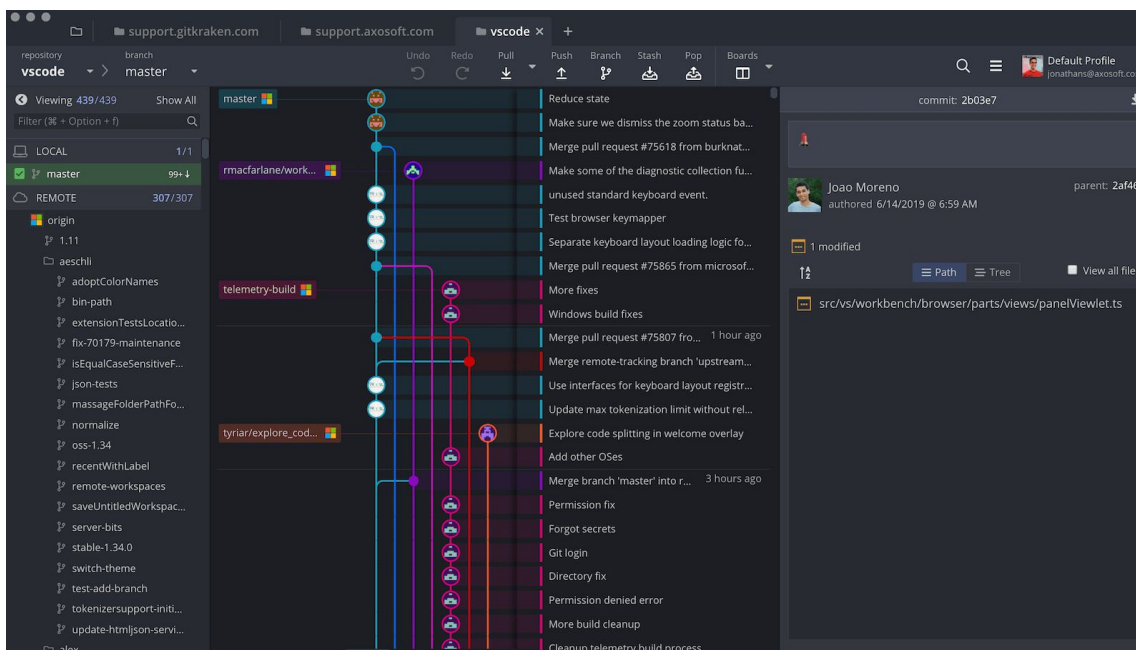 support.gitkraken.com
support.axosoft.com
vscode
repository
vscode
branch
master
Undo
Redo
Pull
Push
Branch
Stash
Pop
Boards
Default Profile
jonathans@axosoft.co
Viewing 439/439
Show All
Filter (⌘ + Option + f)
LOCAL
1/1
master
99+↓
REMOTE
307/307
origin
1.11
aeschli
adoptColorNames
bin-path
extensionTestsLocatio...
fix-70179-maintenance
isEqualCaseSensitiveF...
json-tests
massageFolderPathFo...
normalize
oss-1.34
recentWithLabel
remote-workspaces
saveUntitledWorkspac...
server-bits
stable-1.34.0
switch-theme
test-add-branch
tokenizersupport-initi...
update-htmljson-servi...
alex
master
Reduce state
Make sure we dismiss the zoom status ba...
Merge pull request #75618 from burknat...
rmacfarlane/work...
Make some of the diagnostic collection fu...
unused standard keyboard event.
Test browser keymapper
Separate keyboard layout loading logic fo...
Merge pull request #75865 from microsof...
telemetry-build
More fixes
Windows build fixes
Merge pull request #75807 fro...
1 hour ago
Merge remote-tracking branch 'upstream...
Use interfaces for keyboard layout registr...
Update max tokenization limit without rel...
tyriar/explore_cod...
Explore code splitting in welcome overlay
Add other OSes
Merge branch 'master' into r...
3 hours ago
Permission fix
Forgot secrets
Git login
Directory fix
Permission denied error
More build cleanup
Cleanup telemetry build process
commit: 2b03e7
Joao Moreno
authored 6/14/2019 @ 6:59 AM
parent: 2af46
1 modified
Path
Tree
View all file
src/vs/workbench/browser/parts/views/panelViewlet.ts